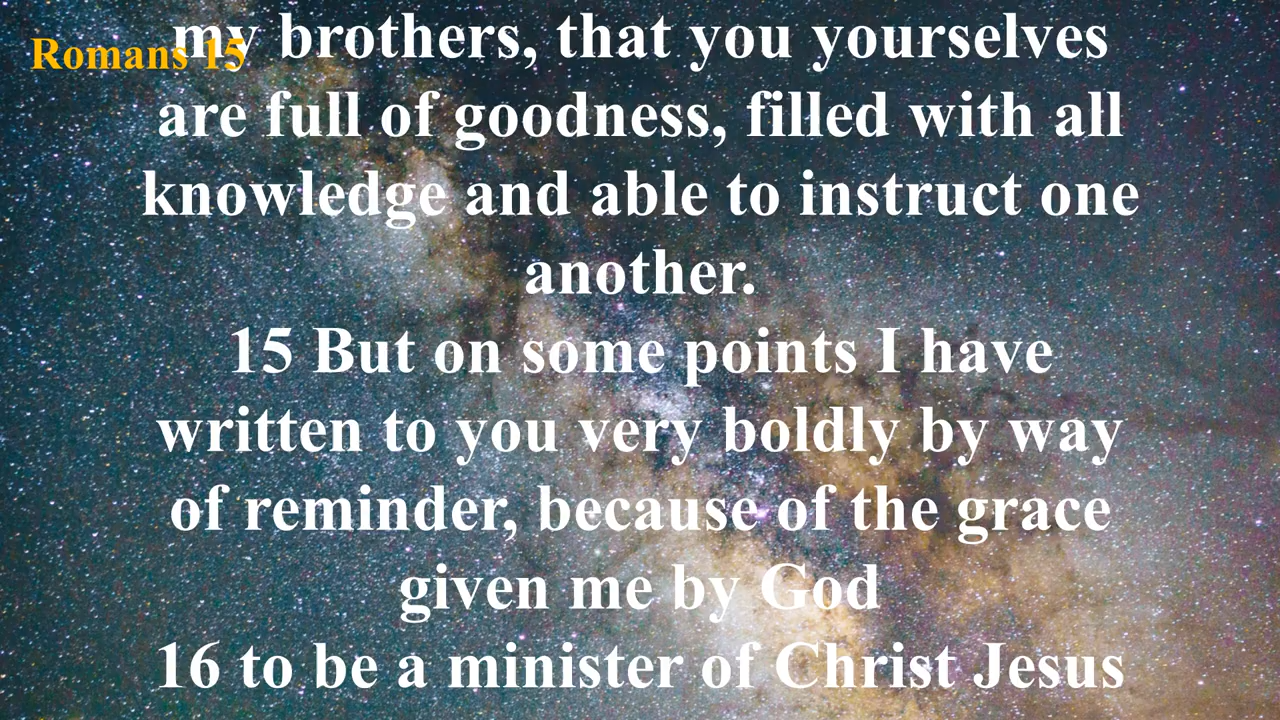 Romans 15
my brothers, that you yourselves
are full of goodness, filled with all
knowledge and able to instruct one
another.
15 But on some points I have
written to you very boldly by way
of reminder, because of the grace
given me by God
16 to be a minister of Christ Jesus